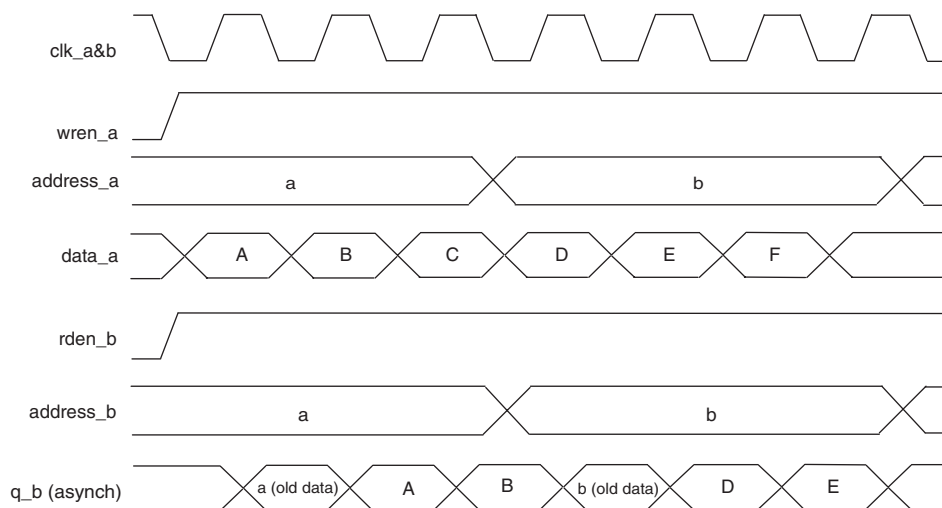 clk_a&b
wren_a
address_a a b
data_a A B C D E F
rden_b
address_b a b
q_b (asynch) a (old data) A B b (old data) D E